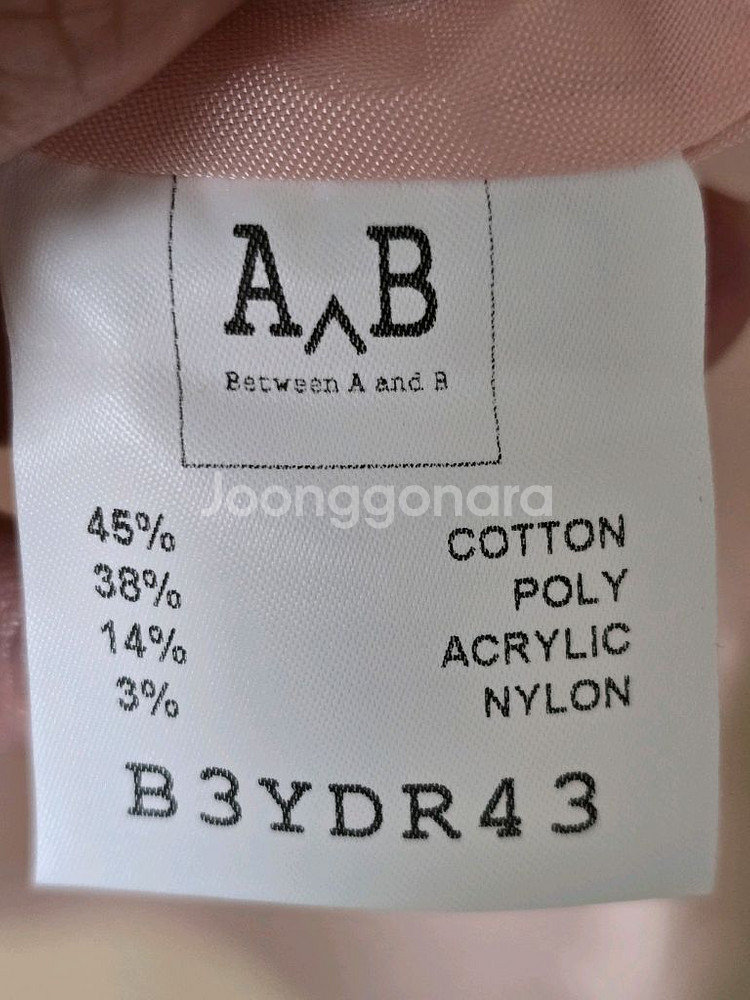 A^B
Between A and B
Joonggonara
45% COTTON
38% POLY
14% ACRYLIC
3% NYLON
B3YDR43